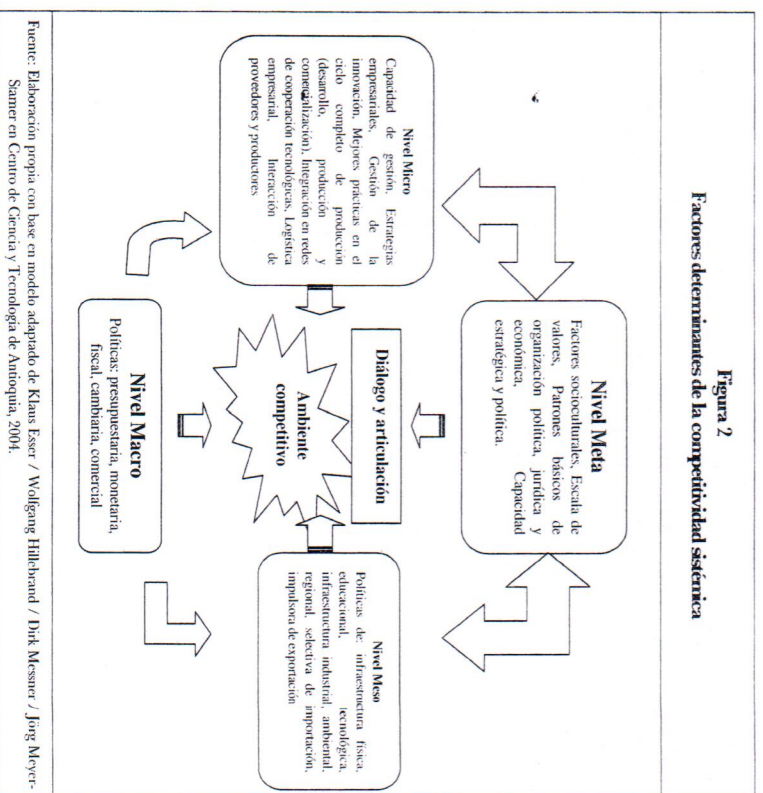 Figura 2
Factores determinantes de la competitividad sistémica
Nivel Meta
Factores socioculturales, Escala de
valores, Patrones básicos de
organización política, jurídica y
económica, Capacidad
estratégica y política.
Nivel Micro
Capacidad de gestión, Estrategias
empresariales, Gestión de la
innovación, Mejores prácticas en el
ciclo completo de producción
(desarrollo, producción y
comercialización), Integración en redes
de cooperación tecnológicas, Logística
empresarial, Interacción de
proveedores y productores
Diálogo y articulación
Ambiente
competitivo
Nivel Meso
Políticas de: infraestructura física,
educacional, tecnológica,
infraestructura industrial, ambiental,
regional, selectiva de importación,
impulsora de exportación
Nivel Macro
Políticas: presupuestaria, monetaria,
fiscal, cambiaria, comercial
Fuente: Elaboración propia con base en modelo adaptado de Klaus Esser / Wolfgang Hillebrand / Dirk Messner / Jörg Meyer-
Stamer en Centro de Ciencia y Tecnología de Antioquia, 2004.